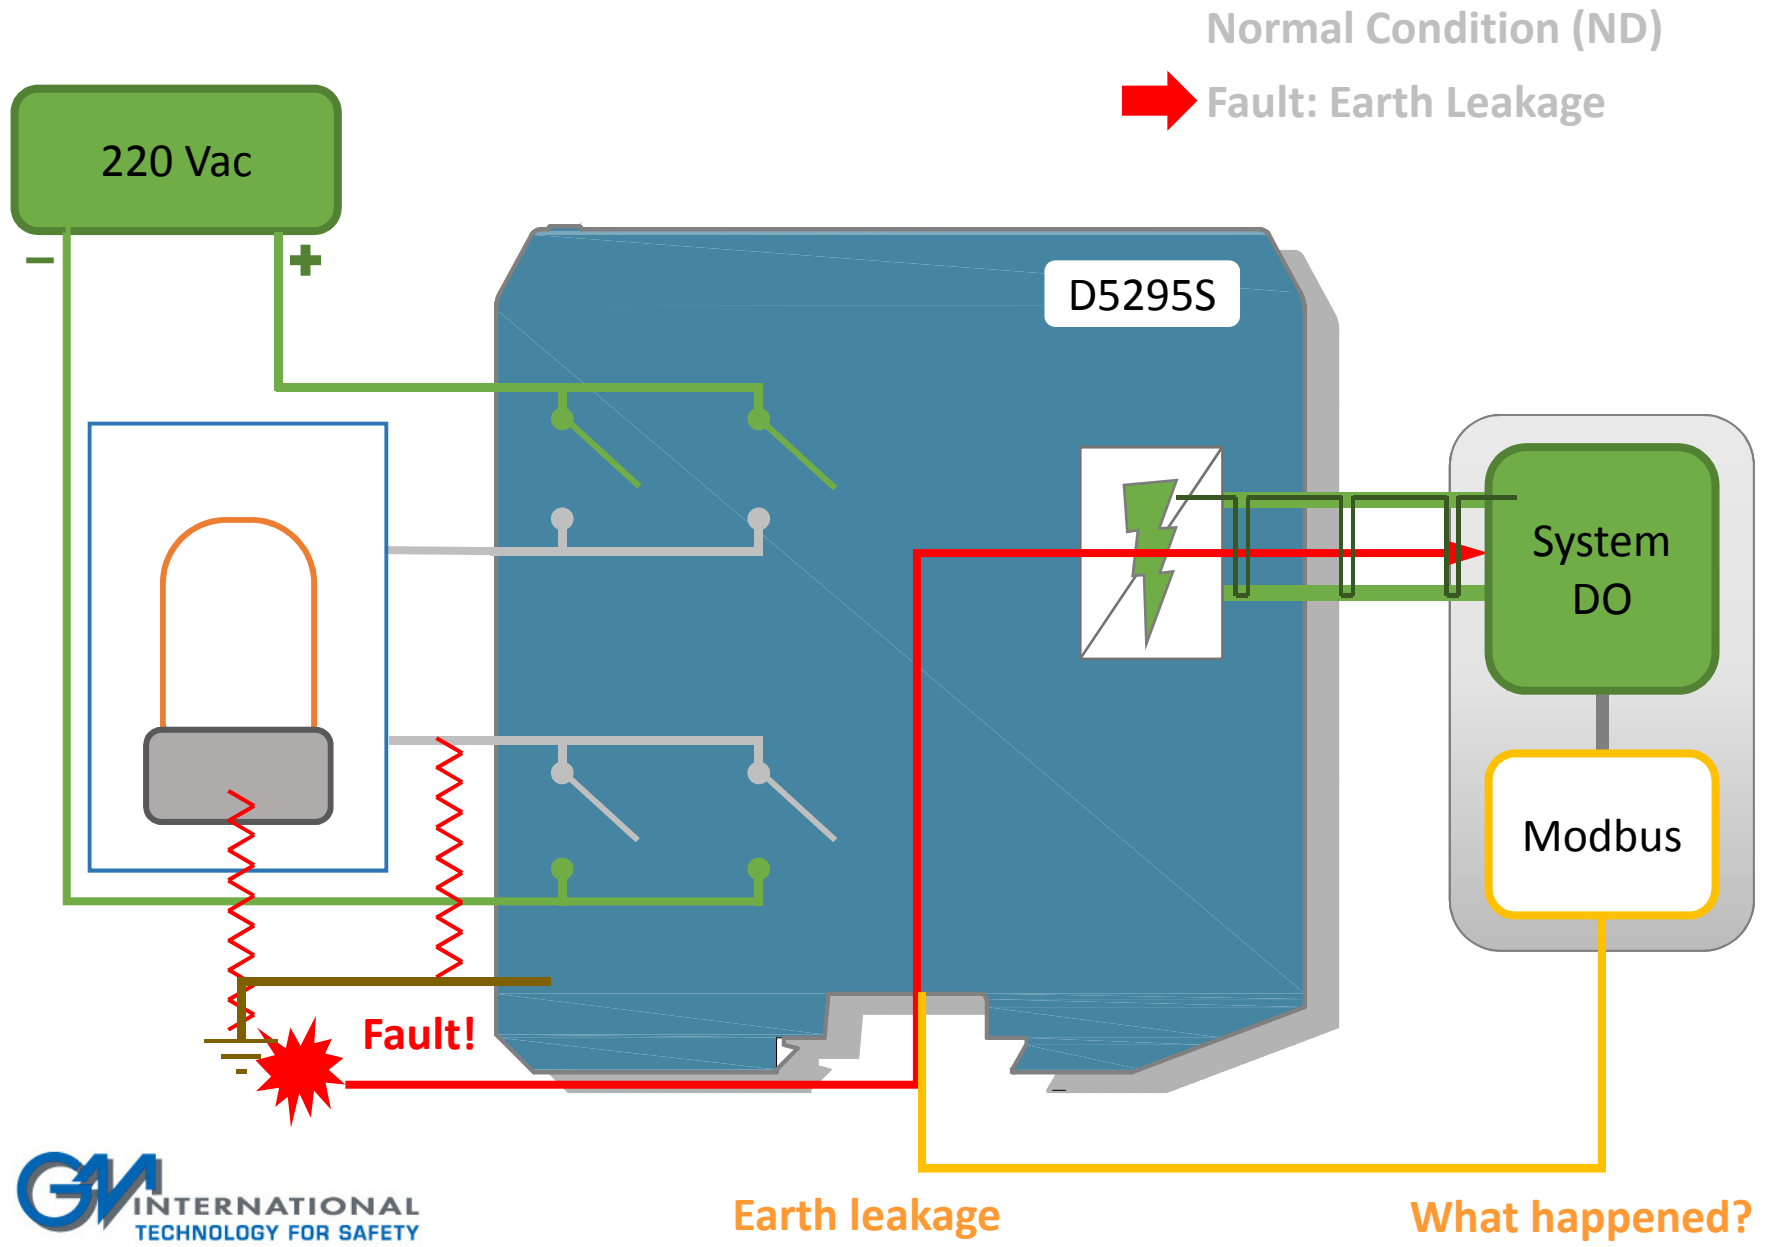 Normal Condition (ND)
Fault: Earth Leakage
220 Vac
–
+
D5295S
System
DO
Modbus
Fault!
GM
INTERNATIONAL
TECHNOLOGY FOR SAFETY
Earth leakage
What happened?